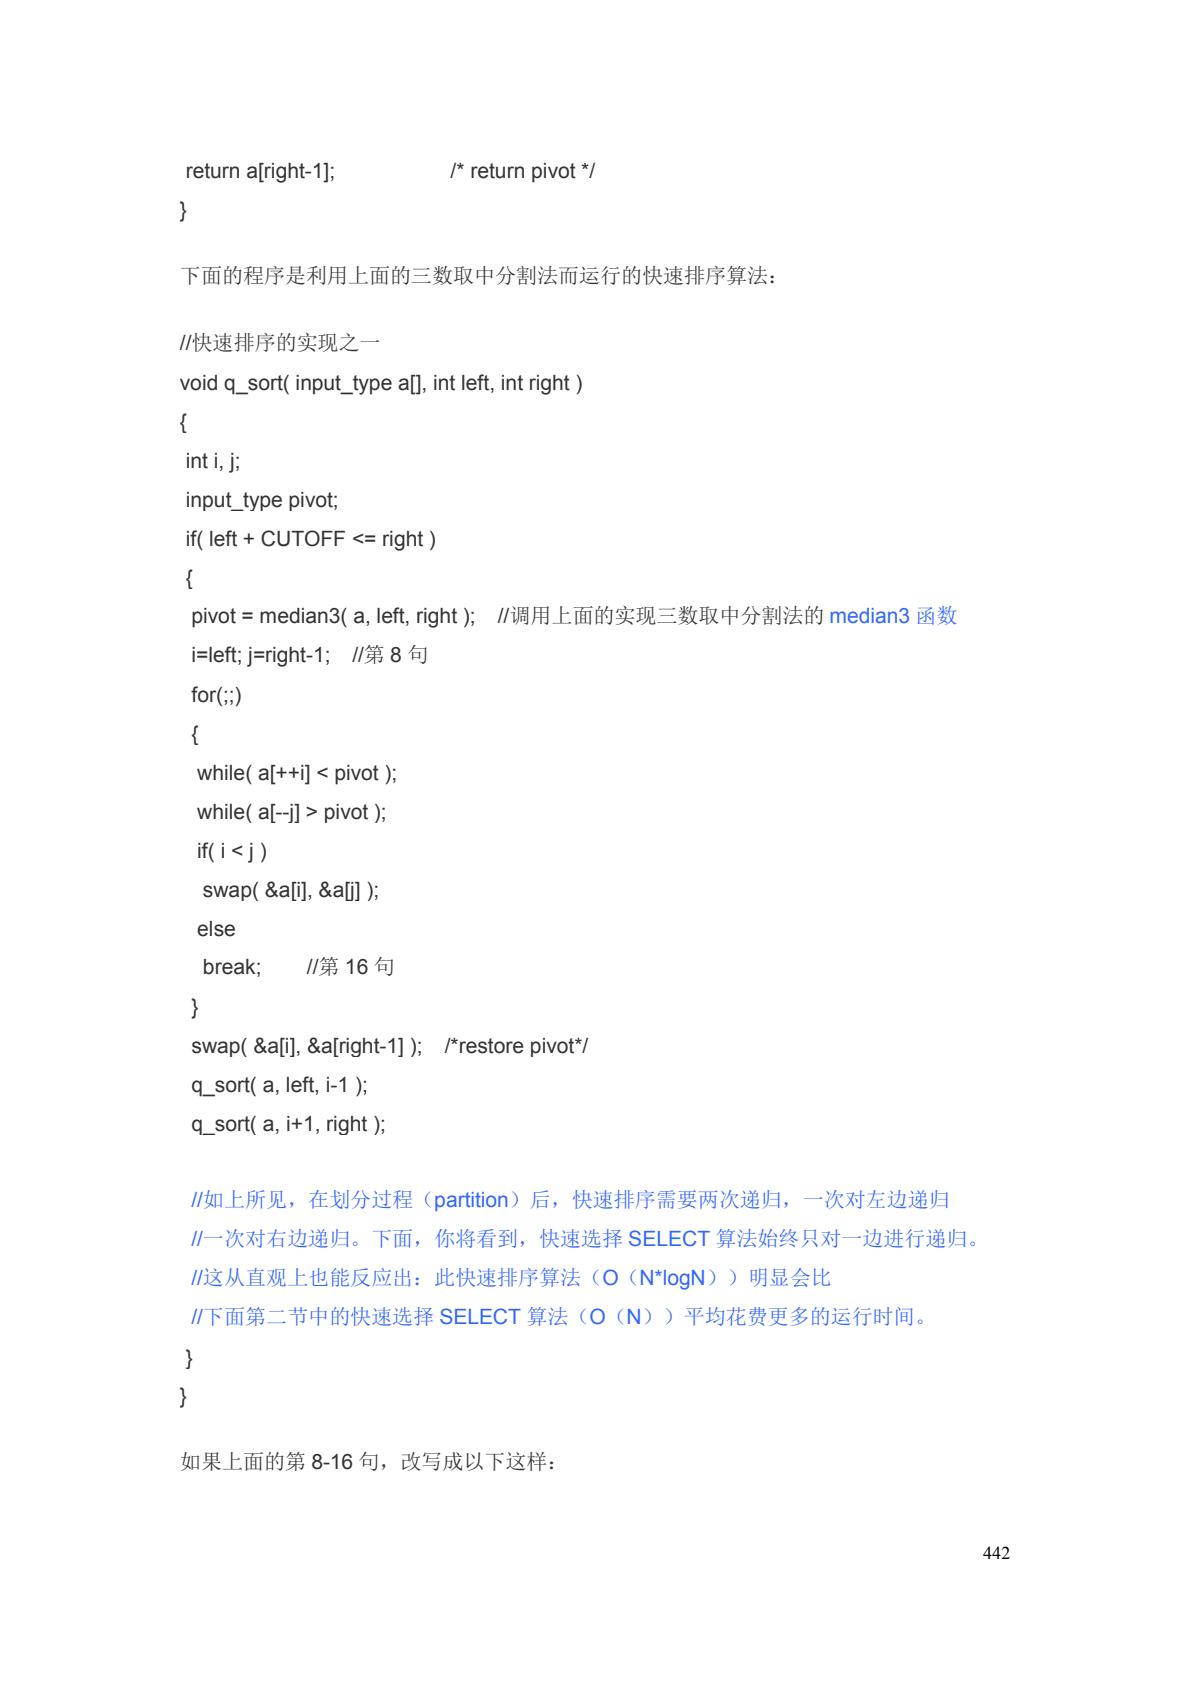 return a[right-1]; /* return pivot */
}
下面的程序是利用上面的三数取中分割法而运行的快速排序算法：
//快速排序的实现之一
void q_sort( input_type a[], int left, int right )
{
int i, j;
input_type pivot;
if( left + CUTOFF <= right )
{
pivot = median3( a, left, right ); //调用上面的实现三数取中分割法的 median3 函数
i=left; j=right-1; //第 8 句
for(;;)
{
while( a[++i] < pivot );
while( a[--j] > pivot );
if( i < j )
swap( &a[i], &a[j] );
else
break; //第 16 句
}
swap( &a[i], &a[right-1] ); /*restore pivot*/
q_sort( a, left, i-1 );
q_sort( a, i+1, right );
//如上所见，在划分过程（partition）后，快速排序需要两次递归，一次对左边递归
//一次对右边递归。下面，你将看到，快速选择 SELECT 算法始终只对一边进行递归。
//这从直观上也能反应出：此快速排序算法（O（N*logN））明显会比
//下面第二节中的快速选择 SELECT 算法（O（N））平均花费更多的运行时间。
}
}
如果上面的第 8-16 句，改写成以下这样：
442